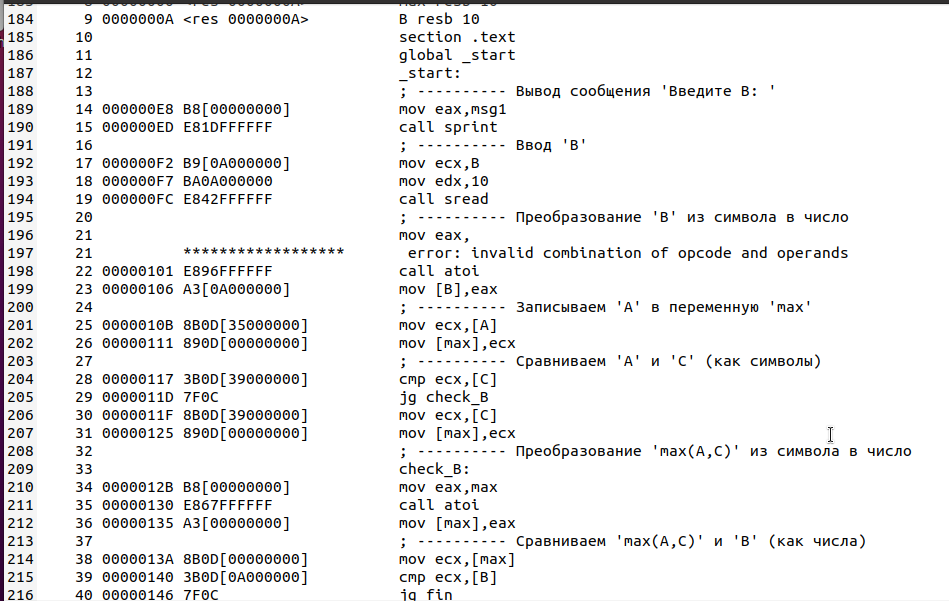 184 9 0000000A <res 0000000A> B resb 10
185 10 section .text
186 11 global _start
187 12 _start:
188 13 ; ---------- Вывод сообщения 'Введите B: '
189 14 000000E8 B8[00000000] mov eax,msg1
190 15 000000ED E81DFFFFFF call sprint
191 16 ; ---------- Ввод 'B'
192 17 000000F2 B9[0A000000] mov ecx,B
193 18 000000F7 BA0A000000 mov edx,10
194 19 000000FC E842FFFFFF call sread
195 20 ; ---------- Преобразование 'B' из символа в число
196 21 mov eax,
197 21 ****************** error: invalid combination of opcode and operands
198 22 00000101 E896FFFFFF call atoi
199 23 00000106 A3[0A000000] mov [B],eax
200 24 ; ---------- Записываем 'A' в переменную 'max'
201 25 0000010B 8B0D[35000000] mov ecx,[A]
202 26 00000111 890D[00000000] mov [max],ecx
203 27 ; ---------- Сравниваем 'A' и 'C' (как символы)
204 28 00000117 3B0D[39000000] cmp ecx,[C]
205 29 0000011D 7F0C jg check_B
206 30 0000011F 8B0D[39000000] mov ecx,[C]
207 31 00000125 890D[00000000] mov [max],ecx
208 32 ; ---------- Преобразование 'max(A,C)' из символа в число
209 33 check_B:
210 34 0000012B B8[00000000] mov eax,max
211 35 00000130 E867FFFFFF call atoi
212 36 00000135 A3[00000000] mov [max],eax
213 37 ; ---------- Сравниваем 'max(A,C)' и 'B' (как числа)
214 38 0000013A 8B0D[00000000] mov ecx,[max]
215 39 00000140 3B0D[0A000000] cmp ecx,[B]
216 40 00000146 7F0C jg fin